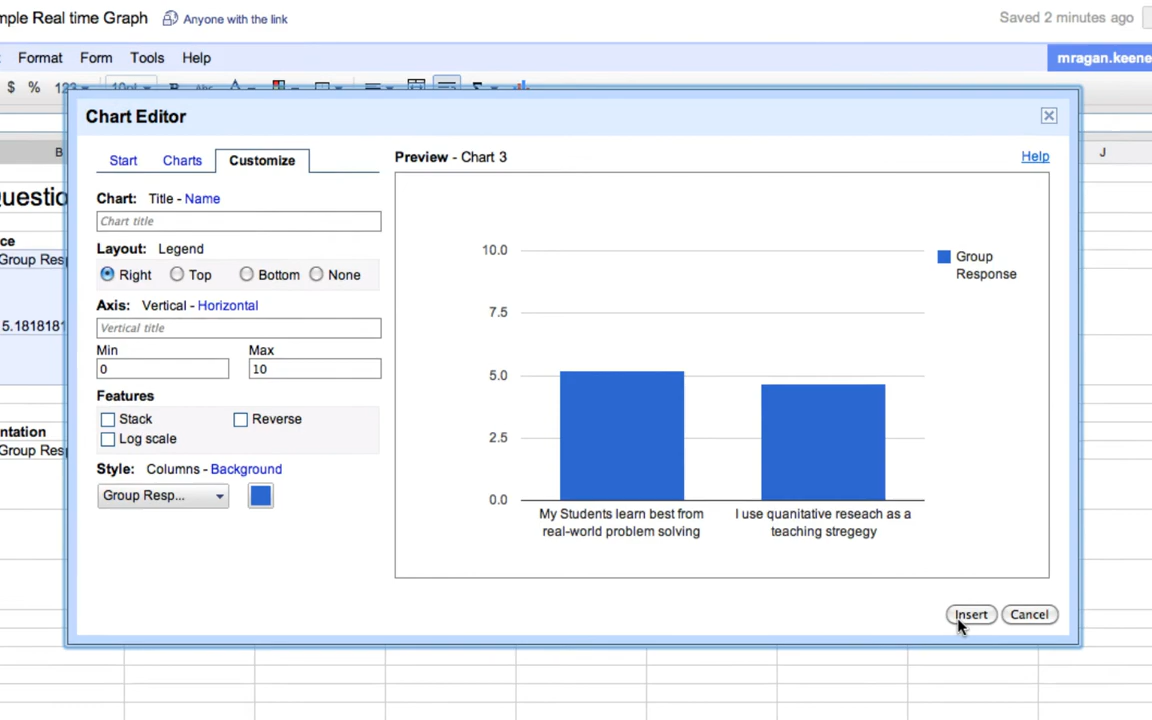 mple Real time Graph Anyone with the link Saved 2 minutes ago
Format Form Tools Help mragan.keene
$ % 123 10pt B Abc A Σ
Chart Editor
Start Charts Customize
Preview - Chart 3 Help
B J
Questio
Chart: Title - Name
Chart title
ce
Layout: Legend
Group Resp
Right Top Bottom None
Axis: Vertical - Horizontal
5.1818181
Vertical title
Min Max
0 10
Features
Stack Reverse
Log scale
ntation
Group Resp
Style: Columns - Background
Group Resp...
10.0
7.5
5.0
2.5
0.0
Group
Response
My Students learn best from
real-world problem solving
I use quanitative reseach as a
teaching stregegy
Insert Cancel